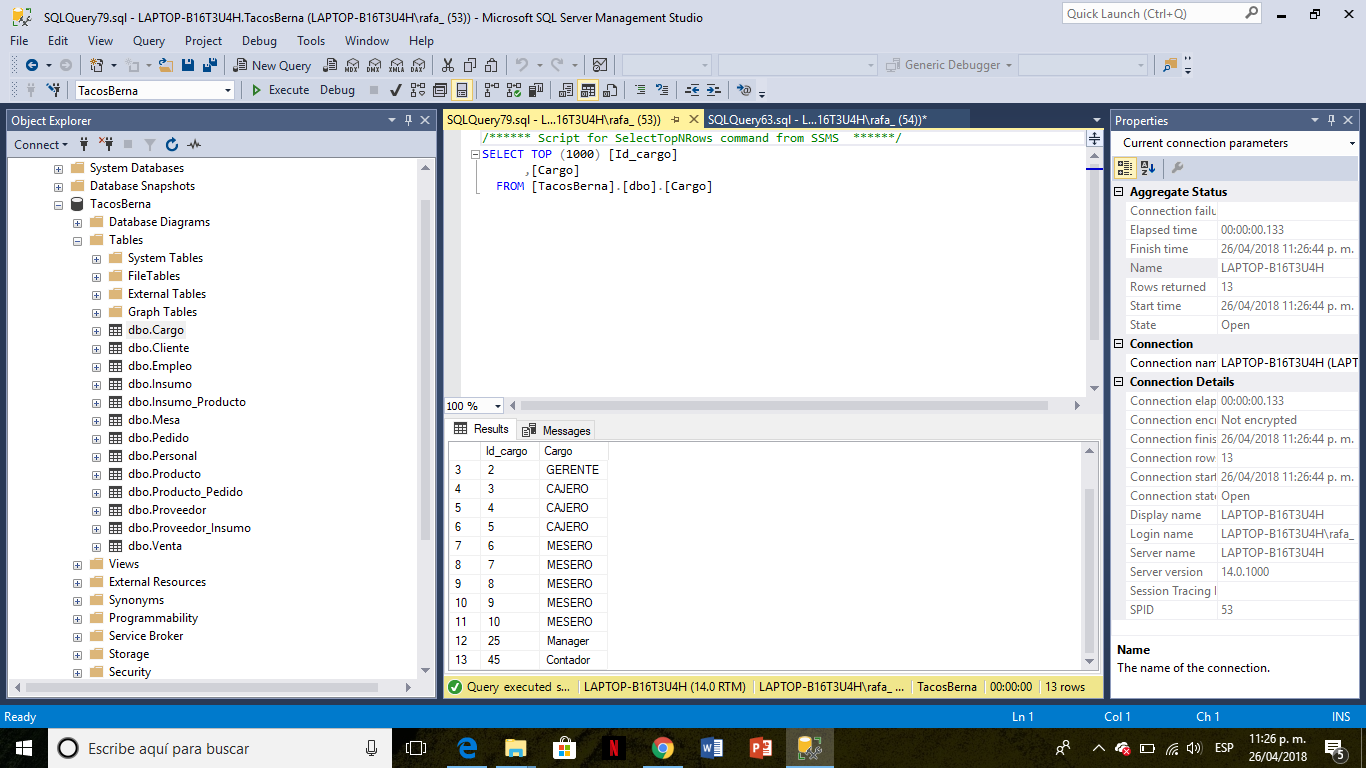 SQLQuery79.sql - LAPTOP-B16T3U4H.TacosBerna (LAPTOP-B16T3U4H\rafa_ (53)) - Microsoft SQL Server Management Studio
Quick Launch (Ctrl+Q)
File Edit View Query Project Debug Tools Window Help
New Query MDX DMX XMLA DAX Generic Debugger
TacosBerna Execute Debug
Object Explorer
Connect
System Databases
Database Snapshots
TacosBerna
Database Diagrams
Tables
System Tables
FileTables
External Tables
Graph Tables
dbo.Cargo
dbo.Cliente
dbo.Empleo
dbo.Insumo
dbo.Insumo_Producto
dbo.Mesa
dbo.Pedido
dbo.Personal
dbo.Producto
dbo.Producto_Pedido
dbo.Proveedor
dbo.Proveedor_Insumo
dbo.Venta
Views
External Resources
Synonyms
Programmability
Service Broker
Storage
Security
SQLQuery79.sql - L...16T3U4H\rafa_ (53)) SQLQuery63.sql - L...16T3U4H\rafa_ (54))*
/****** Script for SelectTopNRows command from SSMS ******/
SELECT TOP (1000) [Id_cargo]
,[Cargo]
FROM [TacosBerna].[dbo].[Cargo]
100 %
Results Messages
Id_cargo Cargo
3 2 GERENTE
4 3 CAJERO
5 4 CAJERO
6 5 CAJERO
7 6 MESERO
8 7 MESERO
9 8 MESERO
10 9 MESERO
11 10 MESERO
12 25 Manager
13 45 Contador
Query executed s... LAPTOP-B16T3U4H (14.0 RTM) LAPTOP-B16T3U4H\rafa_ ... TacosBerna 00:00:00 13 rows
Properties
Current connection parameters
Aggregate Status
Connection failu
Elapsed time 00:00:00.133
Finish time 26/04/2018 11:26:44 p. m.
Name LAPTOP-B16T3U4H
Rows returned 13
Start time 26/04/2018 11:26:44 p. m.
State Open
Connection
Connection nam LAPTOP-B16T3U4H (LAPT
Connection Details
Connection elap 00:00:00.133
Connection encr Not encrypted
Connection finis 26/04/2018 11:26:44 p. m.
Connection row 13
Connection start 26/04/2018 11:26:44 p. m.
Connection state Open
Display name LAPTOP-B16T3U4H
Login name LAPTOP-B16T3U4H\rafa_
Server name LAPTOP-B16T3U4H
Server version 14.0.1000
Session Tracing I
SPID 53
Name
The name of the connection.
Ready Ln 1 Col 1 Ch 1 INS
Escribe aquí para buscar
ESP
11:26 p. m.
26/04/2018
5